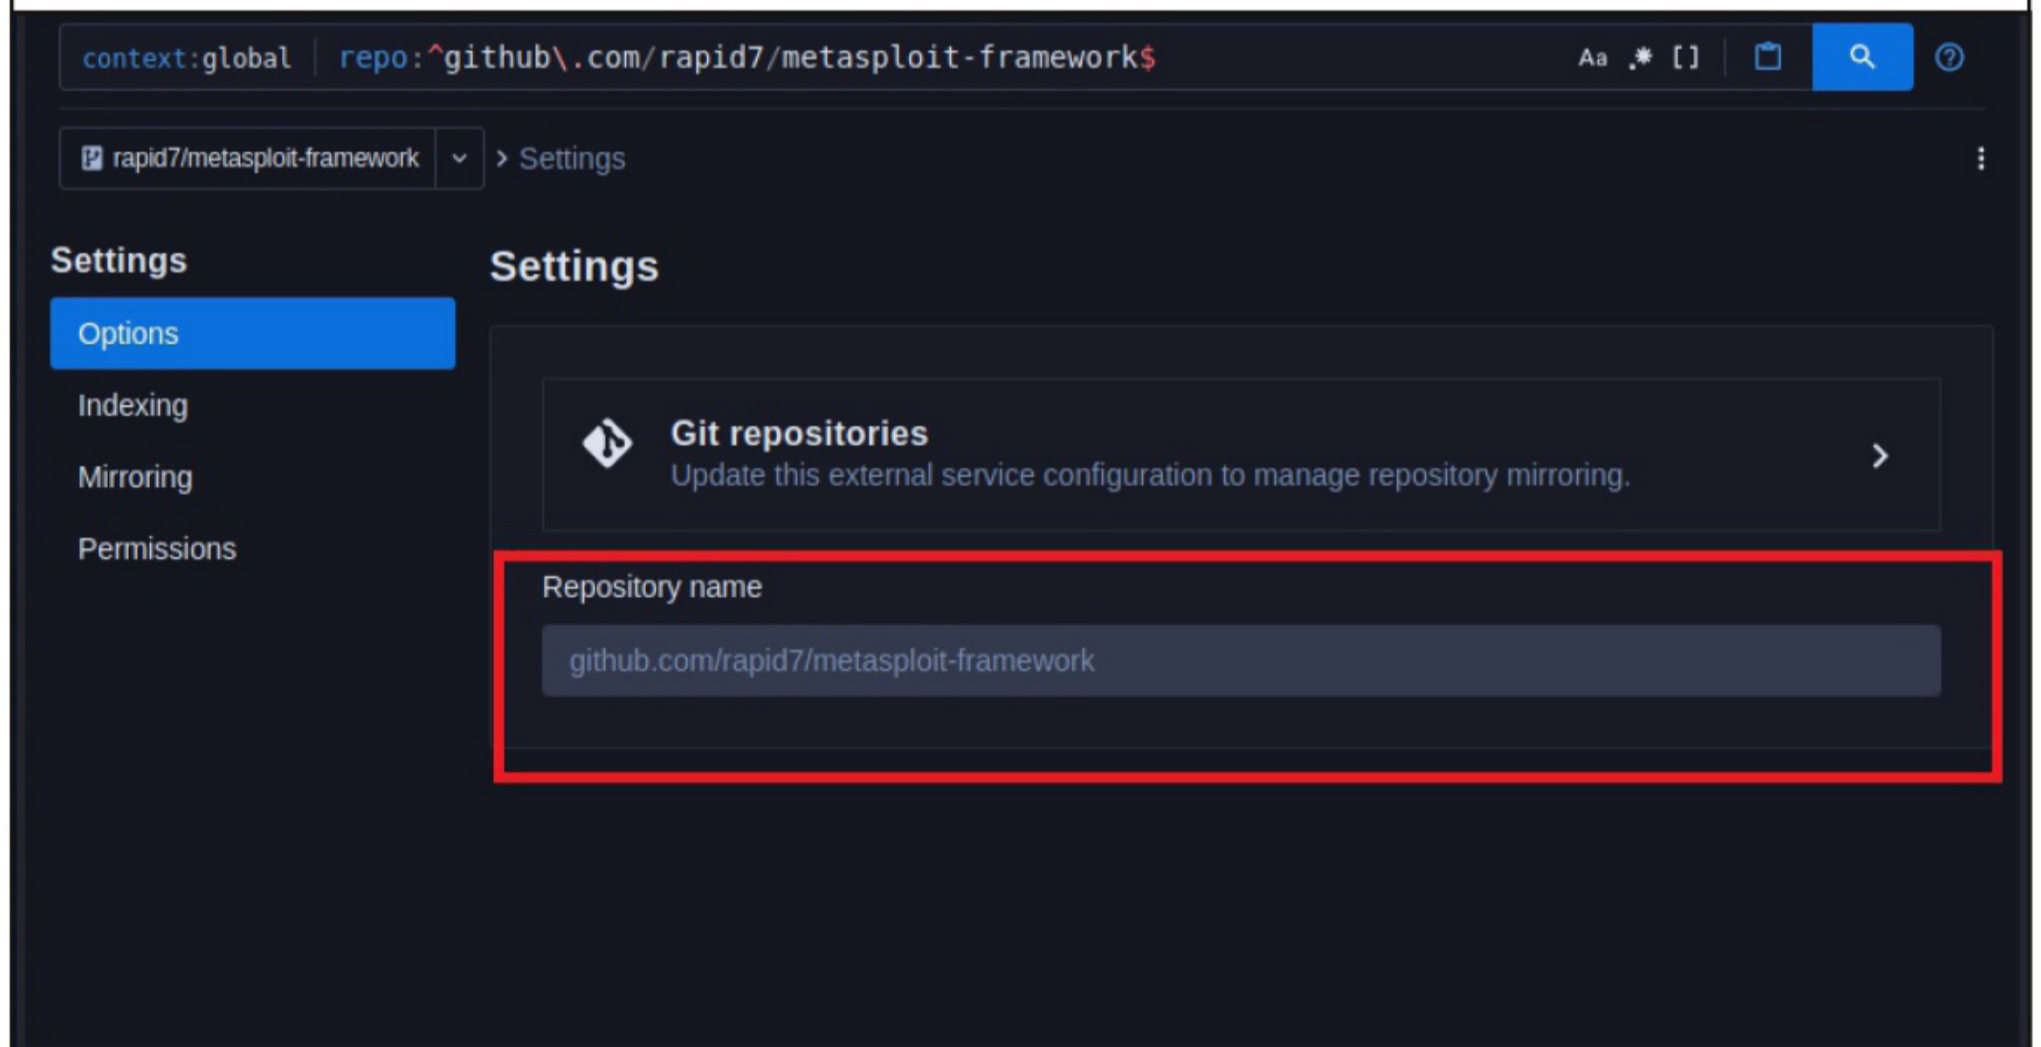 context:global repo:^github\.com/rapid7/metasploit-framework$ Aa .* []
rapid7/metasploit-framework > Settings
Settings
Options
Indexing
Mirroring
Permissions
Settings
Git repositories
Update this external service configuration to manage repository mirroring.
Repository name
github.com/rapid7/metasploit-framework